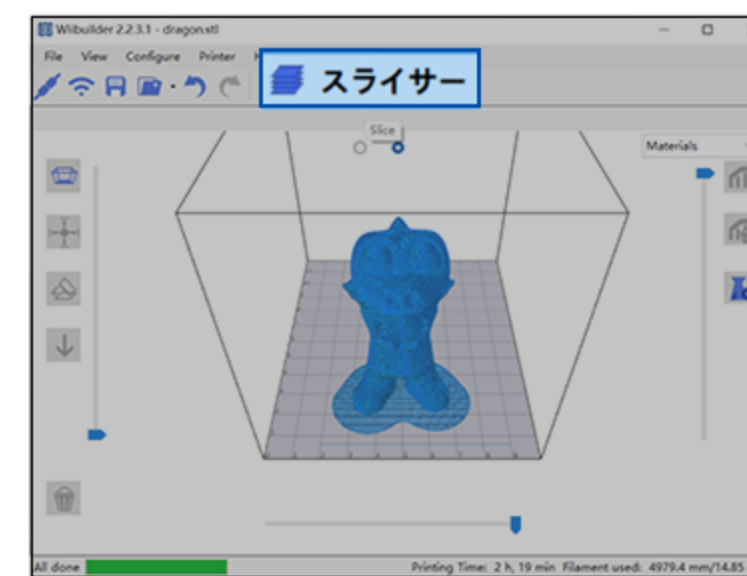 Wiibuilder 2.2.3.1 - dragon.stl
File View Configure Printer
スライサー
Slice
Materials
All done Printing Time: 2 h, 19 min Filament used: 4979.4 mm/14.85